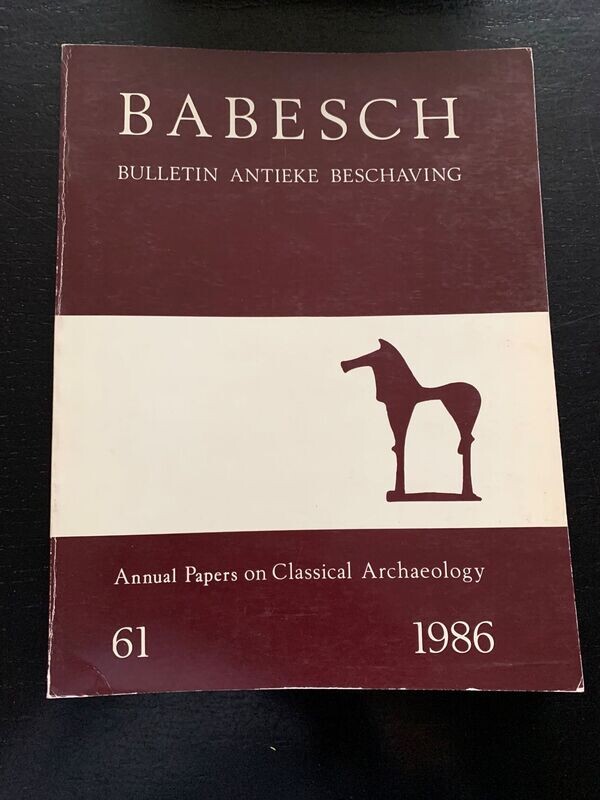 BABESCH
BULLETIN ANTIEKE BESCHAVING
Annual Papers on Classical Archaeology
61 1986